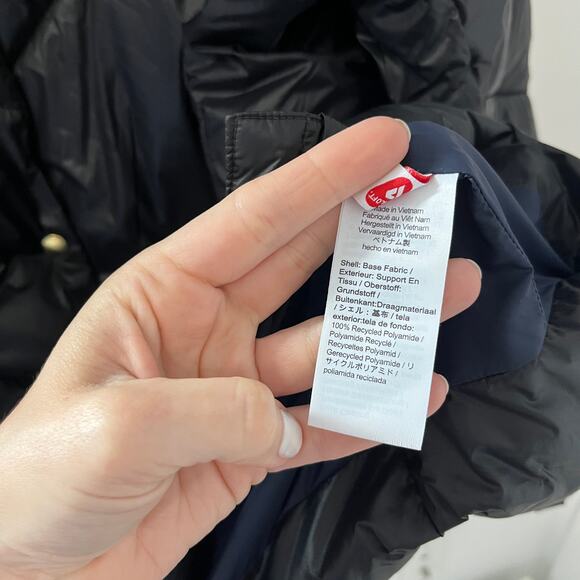 LOFT.
Made in Vietnam
Fabriqué au Viêt Nam
Hergestellt in Vietnam
Vervaardigd in Vietnam
ベトナム製
hecho en vietnam
Shell: Base Fabric /
Exterieur: Support En
Tissu / Oberstoff:
Grundstoff /
Buitenkant:Draagmateriaal
/ シェル : 基布 / tela
exterior:tela de fondo:
100% Recycled Polyamide /
Polyamide Recyclé /
Recyceltes Polyamid /
Gerecycled Polyamide / リ
サイクルポリアミド /
poliamida reciclada